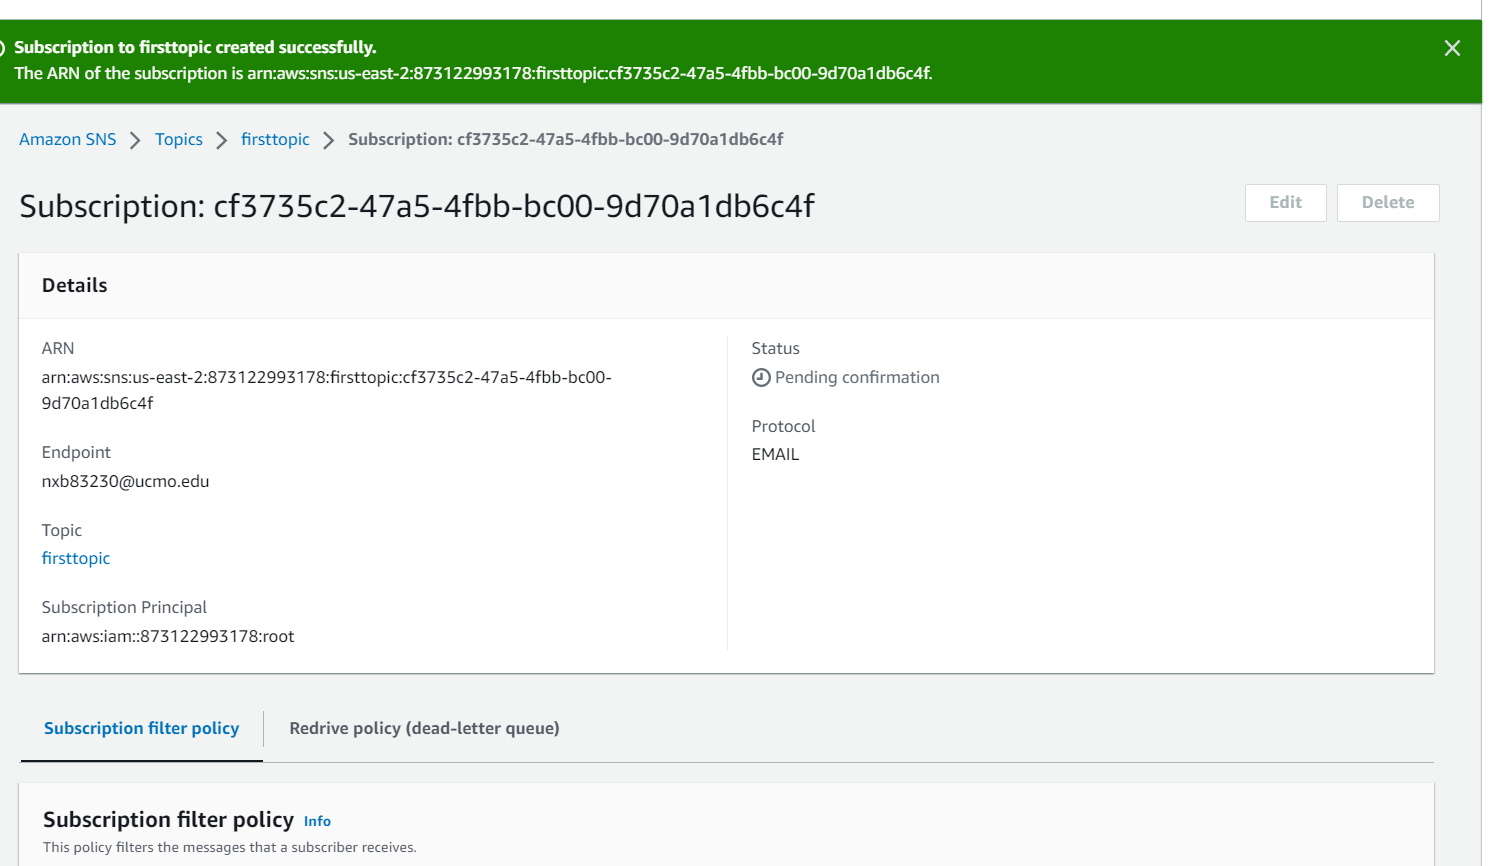 Subscription to firsttopic created successfully.
The ARN of the subscription is arn:aws:sns:us-east-2:873122993178:firsttopic:cf3735c2-47a5-4fbb-bc00-9d70a1db6c4f.
Amazon SNS > Topics > firsttopic > Subscription: cf3735c2-47a5-4fbb-bc00-9d70a1db6c4f
Subscription: cf3735c2-47a5-4fbb-bc00-9d70a1db6c4f
Edit
Delete
Details
ARN
arn:aws:sns:us-east-2:873122993178:firsttopic:cf3735c2-47a5-4fbb-bc00-
9d70a1db6c4f
Endpoint
nxb83230@ucmo.edu
Topic
firsttopic
Subscription Principal
arn:aws:iam::873122993178:root
Status
Pending confirmation
Protocol
EMAIL
Subscription filter policy
Redrive policy (dead-letter queue)
Subscription filter policy Info
This policy filters the messages that a subscriber receives.